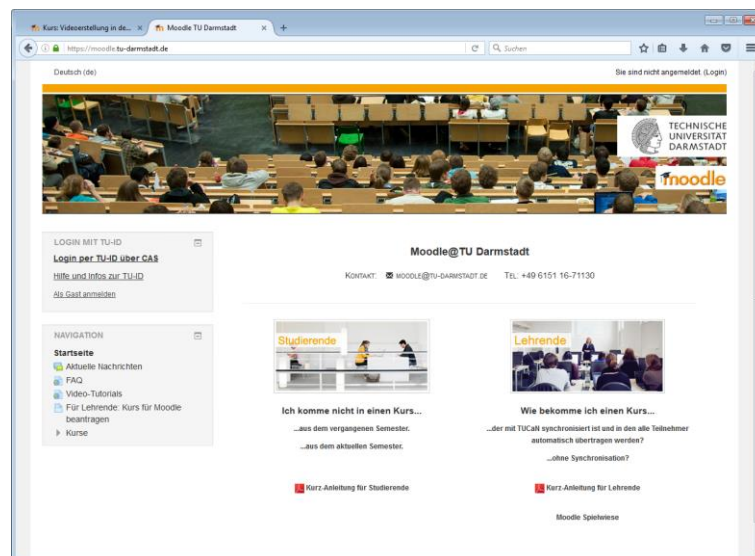 Kurs: Videoerstellung in de...
Moodle TU Darmstadt
https://moodle.tu-darmstadt.de
Suchen
Deutsch (de)
Sie sind nicht angemeldet. (Login)
TECHNISCHE
UNIVERSITÄT
DARMSTADT
moodle
LOGIN MIT TU-ID
Login per TU-ID über CAS
Hilfe und Infos zur TU-ID
Als Gast anmelden
NAVIGATION
Startseite
Aktuelle Nachrichten
FAQ
Video-Tutorials
Für Lehrende: Kurs für Moodle
beantragen
Kurse
Moodle@TU Darmstadt
KONTAKT: MOODLE@TU-DARMSTADT.DE TEL: +49 6151 16-71130
Studierende
Ich komme nicht in einen Kurs...
...aus dem vergangenen Semester.
...aus dem aktuellen Semester.
Kurz-Anleitung für Studierende
Lehrende
Wie bekomme ich einen Kurs...
...der mit TUCaN synchronisiert ist und in den alle Teilnehmer
automatisch übertragen werden?
...ohne Synchronisation?
Kurz-Anleitung für Lehrende
Moodle Spielwiese